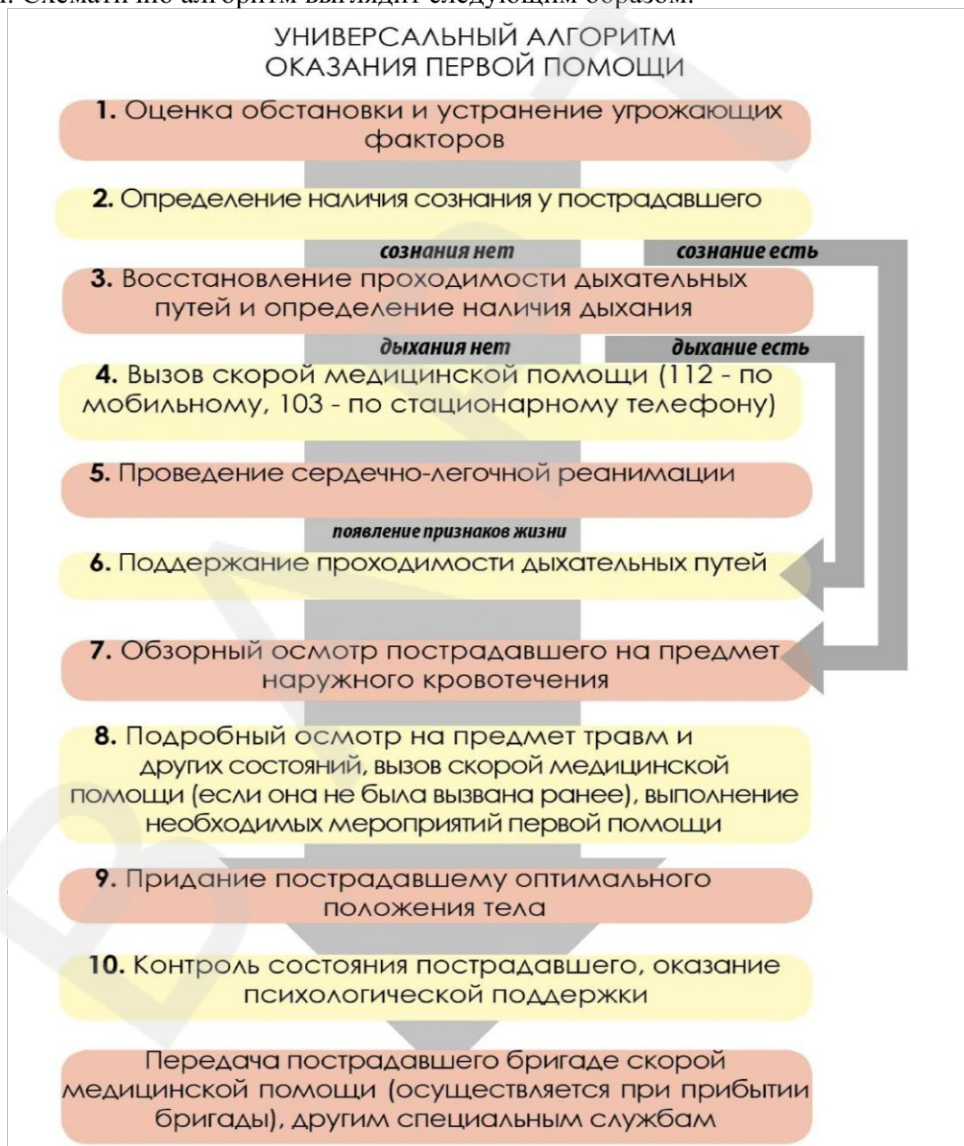 Схематично алгоритм выглядит следующим образом:
УНИВЕРСАЛЬНЫЙ АЛГОРИТМ
ОКАЗАНИЯ ПЕРВОЙ ПОМОЩИ
1. Оценка обстановки и устранение угрожающих
факторов
2. Определение наличия сознания у пострадавшего
сознания нет
сознание есть
3. Восстановление проходимости дыхательных
путей и определение наличия дыхания
дыхания нет
дыхание есть
4. Вызов скорой медицинской помощи (112 - по
мобильному, 103 - по стационарному телефону)
5. Проведение сердечно-легочной реанимации
появление признаков жизни
6. Поддержание проходимости дыхательных путей
7. Обзорный осмотр пострадавшего на предмет
наружного кровотечения
8. Подробный осмотр на предмет травм и
других состояний, вызов скорой медицинской
помощи (если она не была вызвана ранее), выполнение
необходимых мероприятий первой помощи
9. Придание пострадавшему оптимального
положения тела
10. Контроль состояния пострадавшего, оказание
психологической поддержки
Передача пострадавшего бригаде скорой
медицинской помощи (осуществляется при прибытии
бригады), другим специальным службам